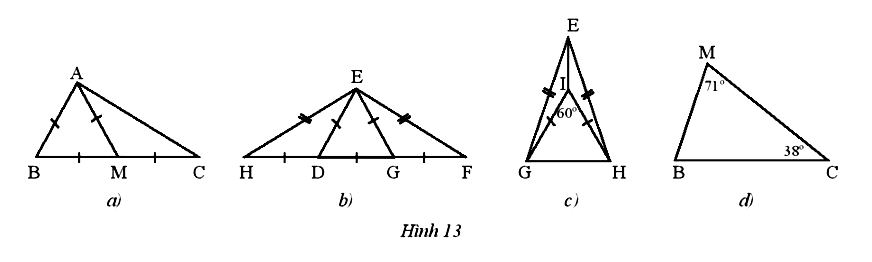 A
B M C
a)
E
H D G F
b)
E
I
60°
G H
c)
M
71°
38°
B C
d)
Hình 13